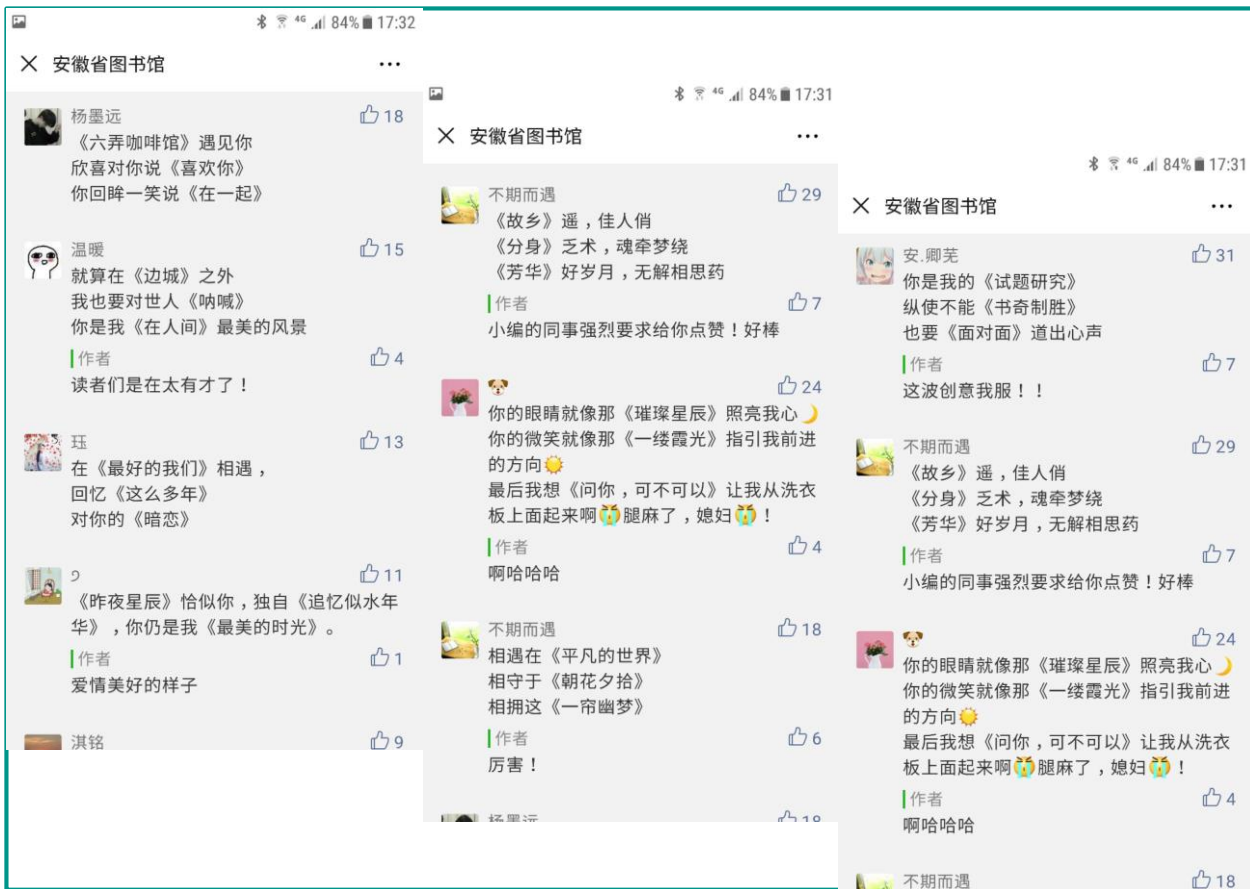 84% 17:32
安徽省图书馆
杨墨远 18
《六弄咖啡馆》遇见你
欣喜对你说《喜欢你》
你回眸一笑说《在一起》
温暖 15
就算在《边城》之外
我也要对世人《呐喊》
你是我《在人间》最美的风景
作者 4
读者们是在太有才了！
珏 13
在《最好的我们》相遇，
回忆《这么多年》
对你的《暗恋》
11
《昨夜星辰》恰似你，独自《追忆似水年
华》，你仍是我《最美的时光》。
作者 1
爱情美好的样子
淇铭 9
4G 84% 17:31
安徽省图书馆
不期而遇 29
《故乡》遥，佳人俏
《分身》乏术，魂牵梦绕
《芳华》好岁月，无解相思药
作者 7
小编的同事强烈要求给你点赞！好棒
24
你的眼睛就像那《璀璨星辰》照亮我心🌙
你的微笑就像那《一缕霞光》指引我前进
的方向🌞
最后我想《问你，可不可以》让我从洗衣
板上面起来啊😭腿麻了，媳妇😭！
作者 4
啊哈哈哈
不期而遇 18
相遇在《平凡的世界》
相守于《朝花夕拾》
相拥这《一帘幽梦》
作者 6
厉害！
杨墨远 18
4G 84% 17:31
安徽省图书馆
安.卿芜 31
你是我的《试题研究》
纵使不能《书奇制胜》
也要《面对面》道出心声
作者 7
这波创意我服！！
不期而遇 29
《故乡》遥，佳人俏
《分身》乏术，魂牵梦绕
《芳华》好岁月，无解相思药
作者 7
小编的同事强烈要求给你点赞！好棒
24
你的眼睛就像那《璀璨星辰》照亮我心🌙
你的微笑就像那《一缕霞光》指引我前进
的方向🌞
最后我想《问你，可不可以》让我从洗衣
板上面起来啊😭腿麻了，媳妇😭！
作者 4
啊哈哈哈
不期而遇 18